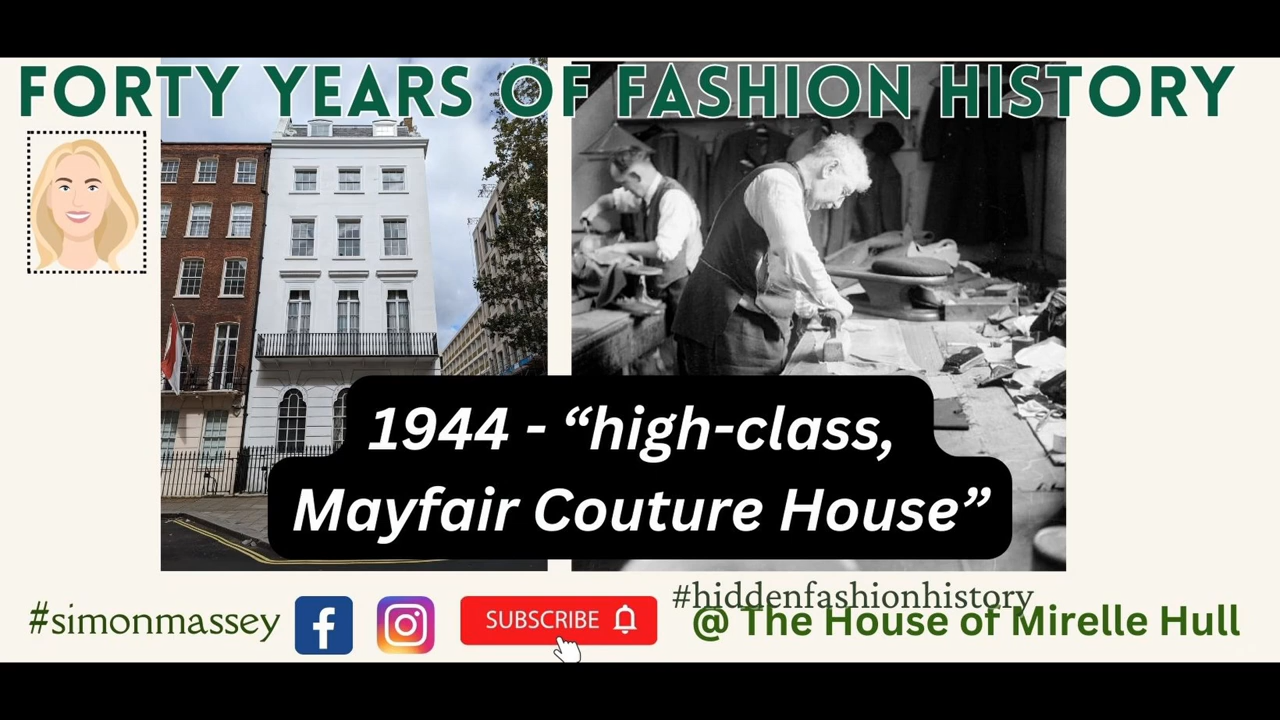 FORTY YEARS OF FASHION HISTORY
1944 - “high-class,
Mayfair Couture House”
#simonmassey
SUBSCRIBE
#hiddenfashionhistory
@ The House of Mirelle Hull